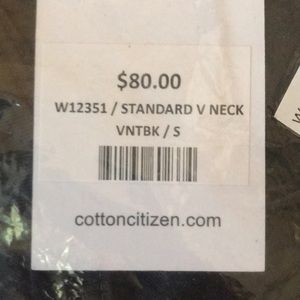 $80.00
W12351 / STANDARD V NECK
VNTBK / S
cottoncitizen.com